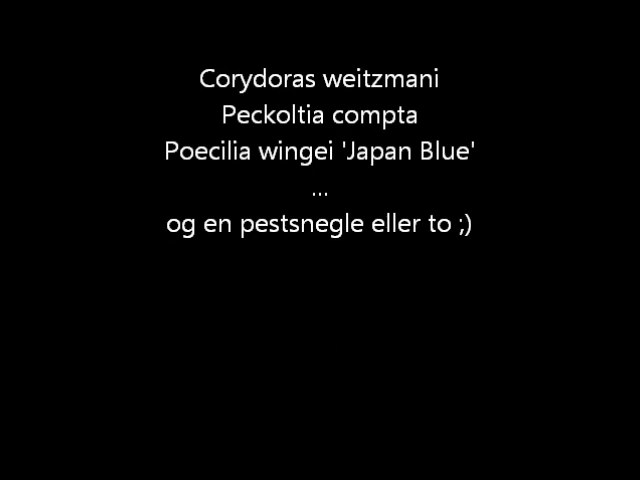 Corydoras weitzmani
Peckoltia compta
Poecilia wingei 'Japan Blue'
...
og en pestsnegle eller to ;)